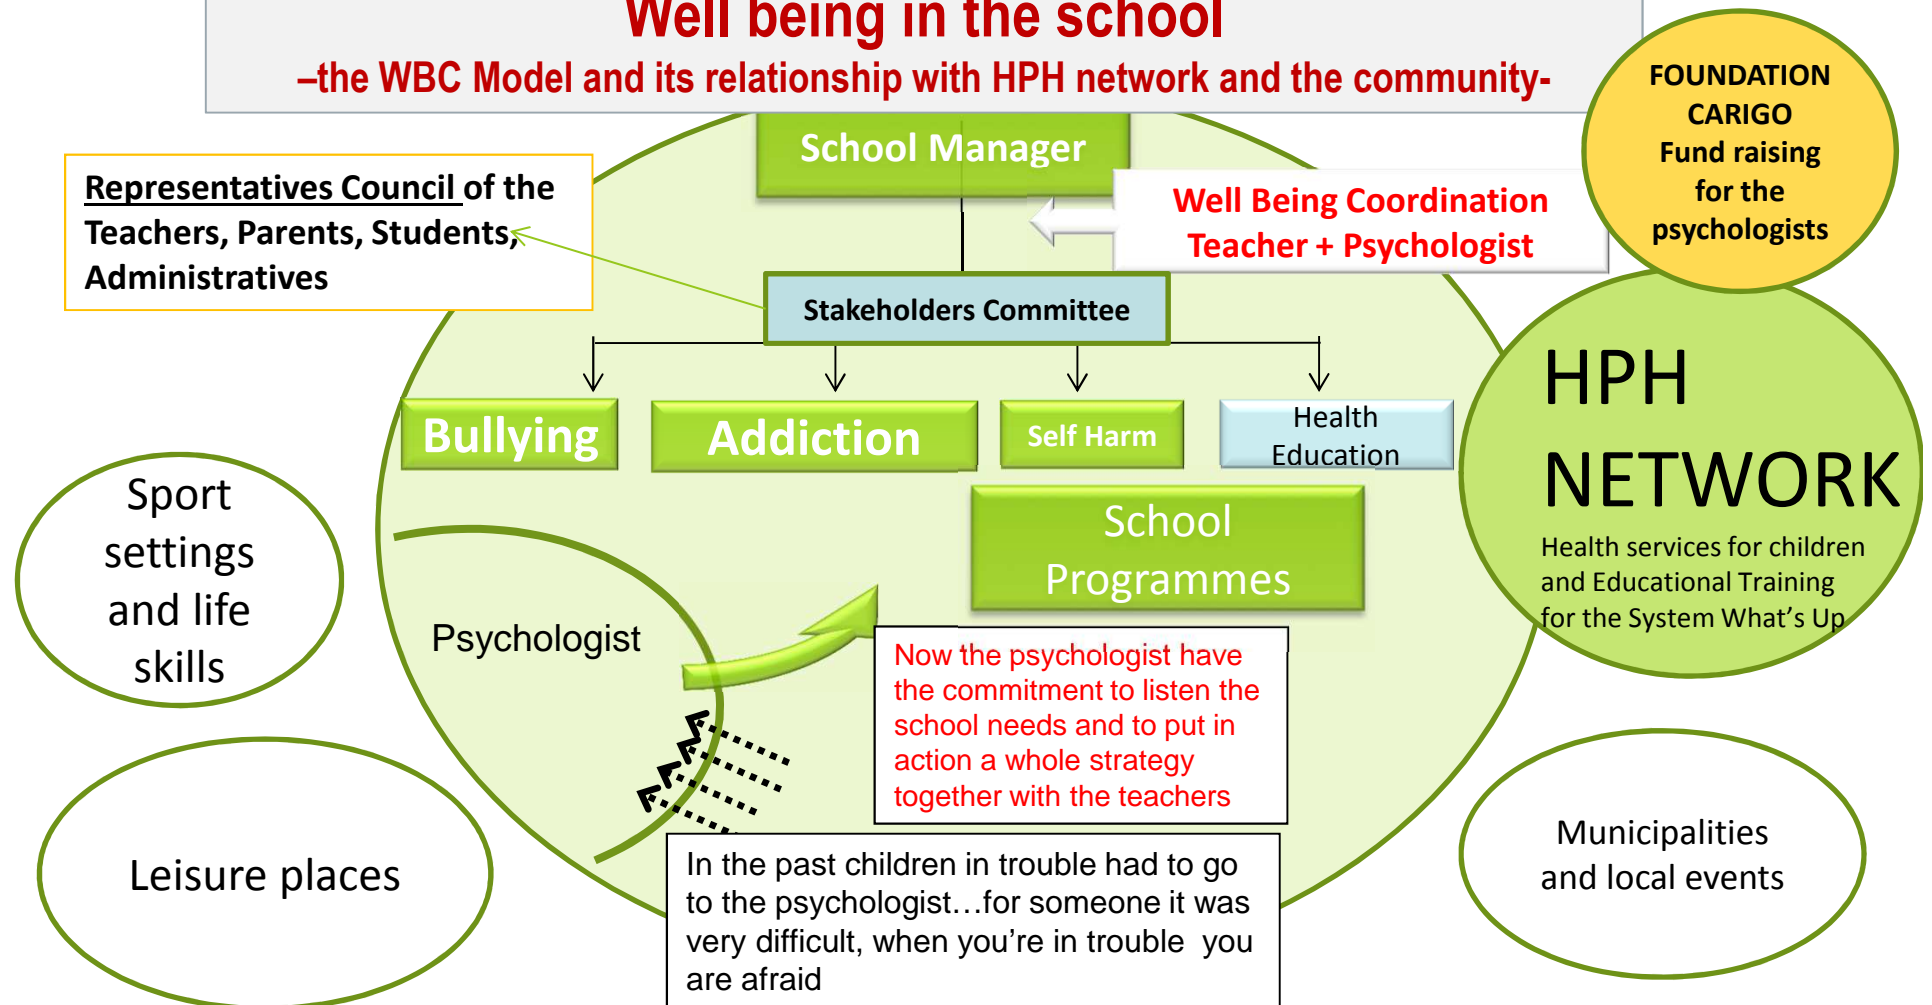 Well being in the school
–the WBC Model and its relationship with HPH network and the community-
FOUNDATION
CARIGO
Fund raising
for the
psychologists
School Manager
Representatives Council of the
Teachers, Parents, Students,
Administratives
Well Being Coordination
Teacher + Psychologist
Stakeholders Committee
HPH
NETWORK
Health services for children
and Educational Training
for the System What's Up
Bullying
Addiction
Self Harm
Health
Education
School
Programmes
Sport
settings
and life
skills
Psychologist
Now the psychologist have
the commitment to listen the
school needs and to put in
action a whole strategy
together with the teachers
Leisure places
In the past children in trouble had to go
to the psychologist…for someone it was
very difficult, when you're in trouble  you
are afraid
Municipalities
and local events